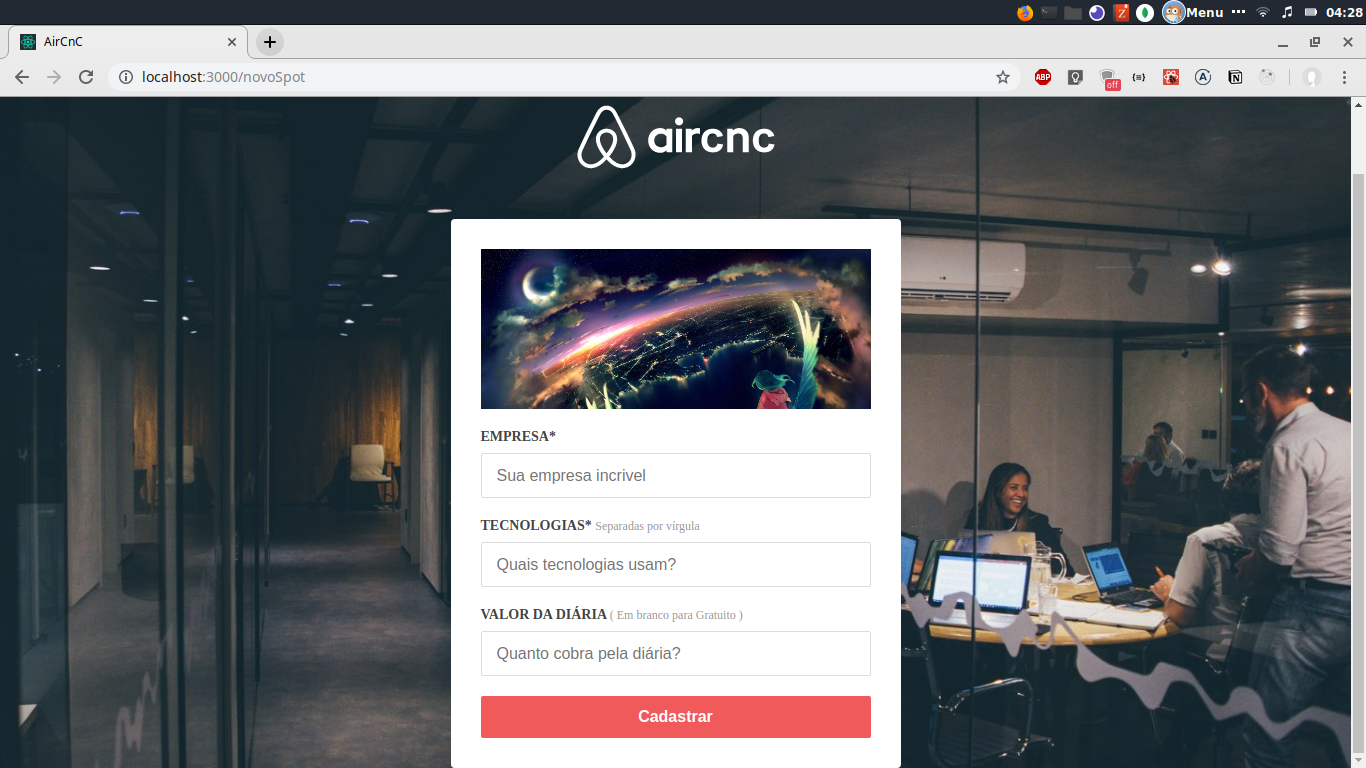 Menu
04:28
AirCnC
localhost:3000/novoSpot
ABP
off
aircnc
EMPRESA*
Sua empresa incrivel
TECNOLOGIAS* Separadas por vírgula
Quais tecnologias usam?
VALOR DA DIÁRIA ( Em branco para Gratuito )
Quanto cobra pela diária?
Cadastrar